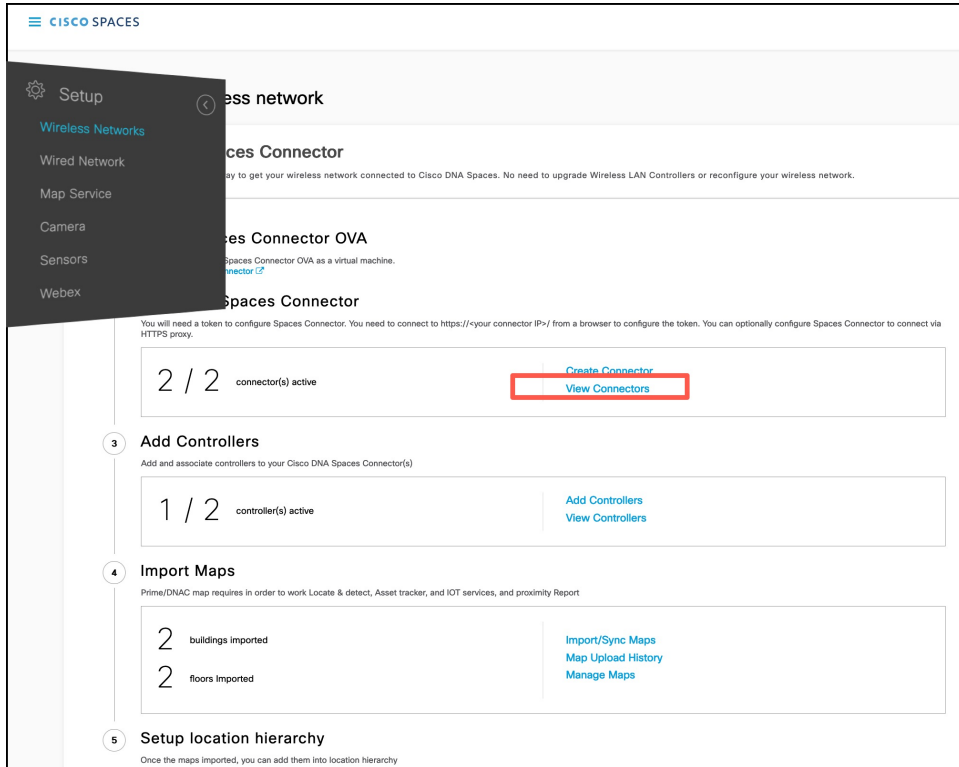 CISCO SPACES
Setup
Wireless Networks
Wired Network
Map Service
Camera
Sensors
Webex
ess network
ces Connector
ay to get your wireless network connected to Cisco DNA Spaces. No need to upgrade Wireless LAN Controllers or reconfigure your wireless network.
es Connector OVA
Spaces Connector OVA as a virtual machine.
nnector
Spaces Connector
You will need a token to configure Spaces Connector. You need to connect to https://<your connector IP>/ from a browser to configure the token. You can optionally configure Spaces Connector to connect via
HTTPS proxy.
2 / 2 connector(s) active
Create Connector
View Connectors
3 Add Controllers
Add and associate controllers to your Cisco DNA Spaces Connector(s)
1 / 2 controller(s) active
Add Controllers
View Controllers
4 Import Maps
Prime/DNAC map requires in order to work Locate & detect, Asset tracker, and IOT services, and proximity Report
2 buildings imported
2 floors Imported
Import/Sync Maps
Map Upload History
Manage Maps
5 Setup location hierarchy
Once the maps imported, you can add them into location hierarchy